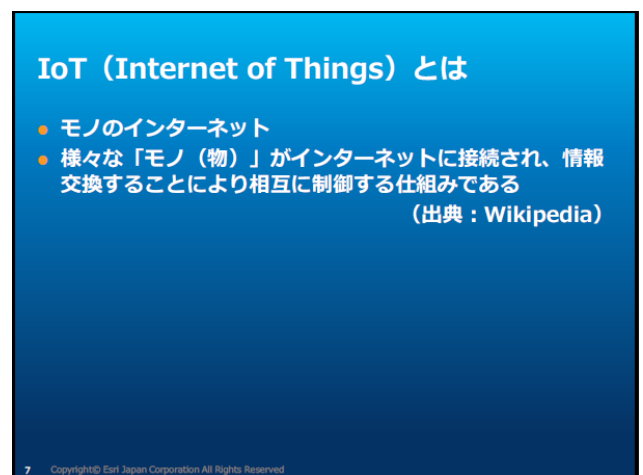 IoT（Internet of Things）とは
● モノのインターネット
● 様々な「モノ（物）」がインターネットに接続され、情報
交換することにより相互に制御する仕組みである
（出典：Wikipedia）
7 Copyright© Esri Japan Corporation All Rights Reserved